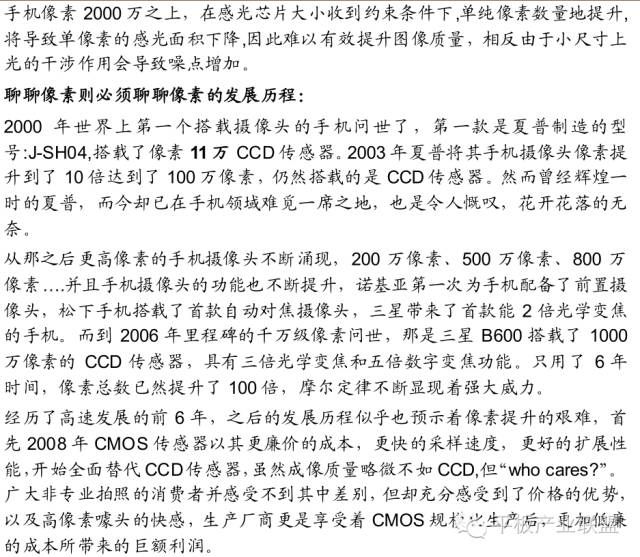 手机像素 2000 万之上，在感光芯片大小收到约束条件下,单纯像素数量地提升,
将导致单像素的感光面积下降,因此难以有效提升图像质量，相反由于小尺寸上
光的干涉作用会导致噪点增加。
聊聊像素则必须聊聊像素的发展历程：
2000 年世界上第一个搭载摄像头的手机问世了，第一款是夏普制造的型
号:J-SH04,搭载了像素 11 万 CCD 传感器。2003 年夏普将其手机摄像头像素提
升到了 10 倍达到了 100 万像素，仍然搭载的是 CCD 传感器。然而曾经辉煌一
时的夏普，而今却已在手机领域难觅一席之地，也是令人慨叹，花开花落的无
奈。
从那之后更高像素的手机摄像头不断涌现，200 万像素、500 万像素、800 万
像素….并且手机摄像头的功能也不断提升，诺基亚第一次为手机配备了前置摄
像头，松下手机搭载了首款自动对焦摄像头，三星带来了首款能 2 倍光学变焦
的手机。而到 2006 年里程碑的千万级像素问世，那是三星 B600 搭载了 1000
万像素的 CCD 传感器，具有三倍光学变焦和五倍数字变焦功能。只用了 6 年
时间，像素总数已然提升了 100 倍，摩尔定律不断显现着强大威力。
经历了高速发展的前 6 年，之后的发展历程似乎也预示着像素提升的艰难，首
先 2008 年 CMOS 传感器以其更廉价的成本，更快的采样速度，更好的扩展性
能,开始全面替代 CCD 传感器,虽然成像质量略微不如 CCD,但“who cares?”。
广大非专业拍照的消费者并感受不到其中差别，但却充分感受到了价格的优势，
以及高像素噱头的快感，生产厂商更是享受着 CMOS 规模化生产后，更加低廉
的成本所带来的巨额利润。
平板产业联盟